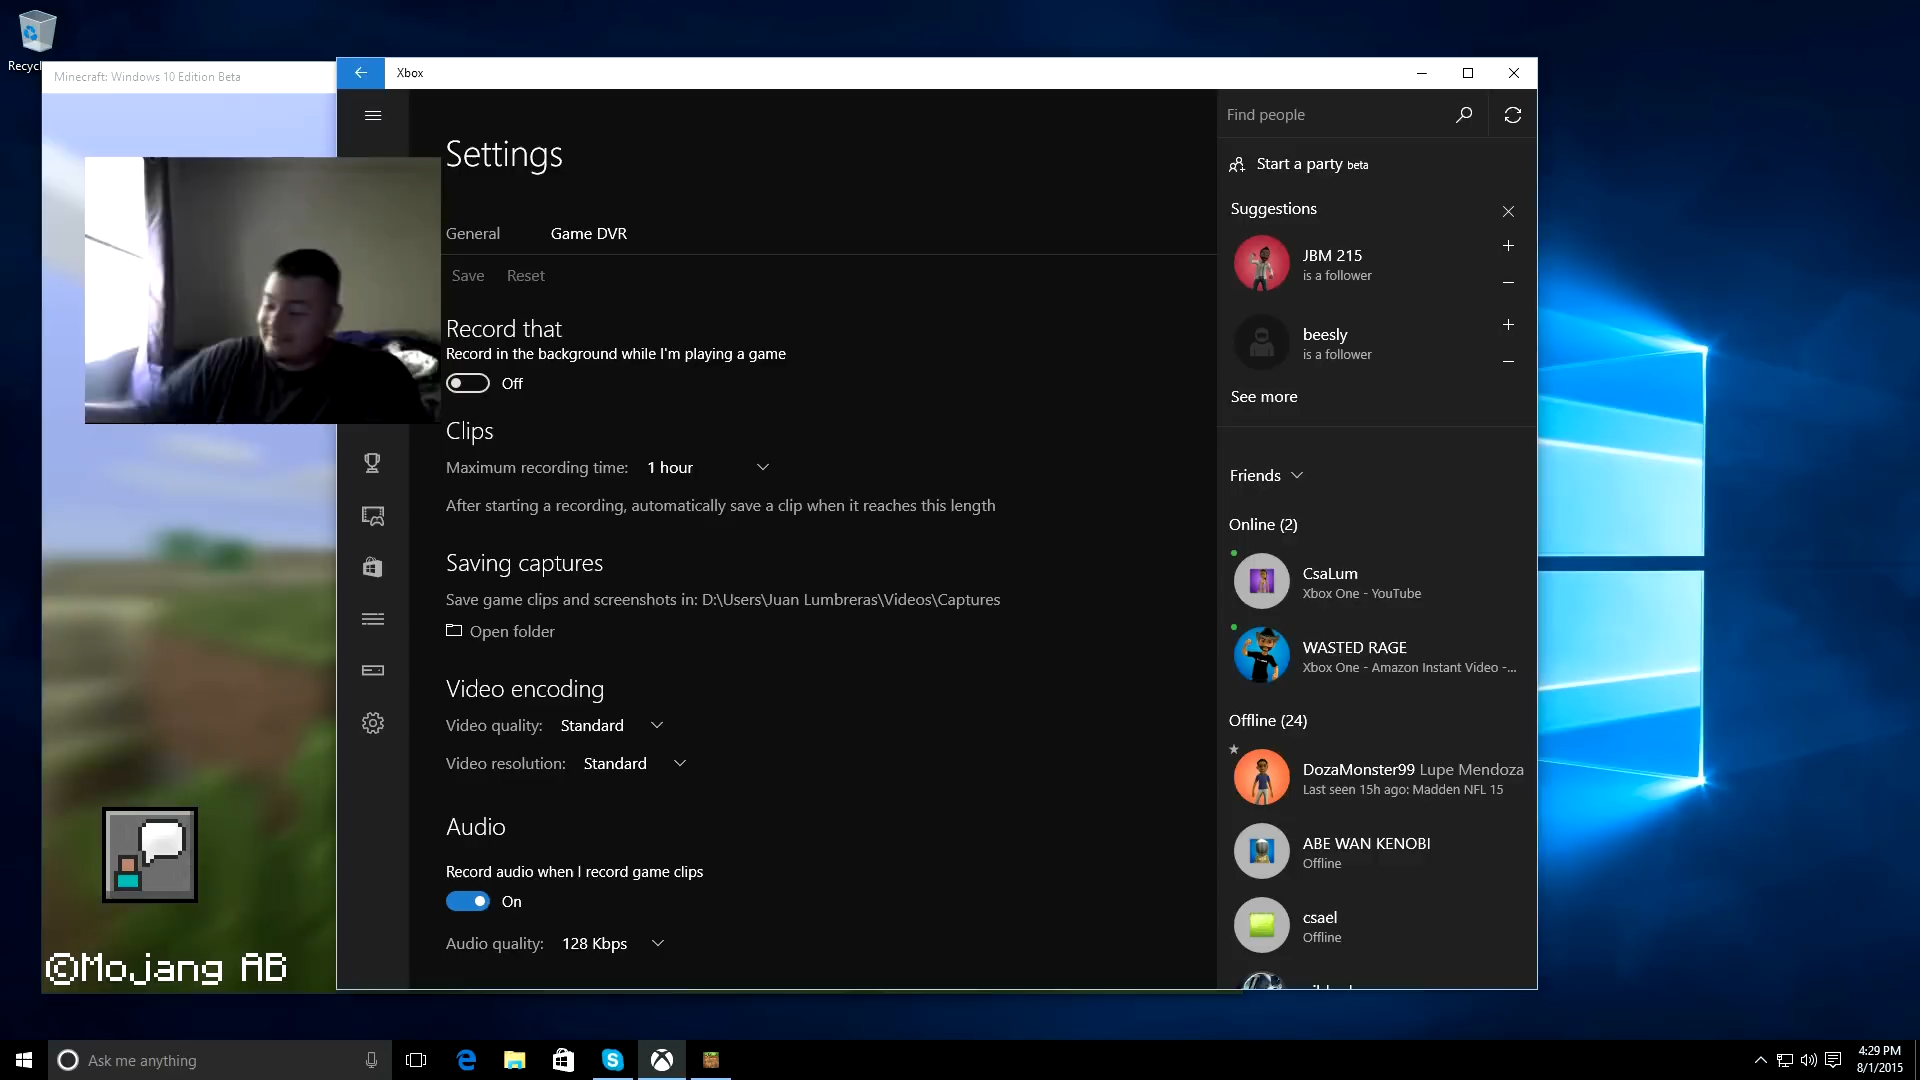 Recycl
Minecraft: Windows 10 Edition Beta
Xbox
Settings
General
Game DVR
Save
Reset
Record that
Record in the background while I'm playing a game
Off
Clips
Maximum recording time: 1 hour
After starting a recording, automatically save a clip when it reaches this length
Saving captures
Save game clips and screenshots in: D:\Users\Juan Lumbreras\Videos\Captures
Open folder
Video encoding
Video quality: Standard
Video resolution: Standard
Audio
Record audio when I record game clips
On
Audio quality: 128 Kbps
Find people
Start a party beta
Suggestions
JBM 215
is a follower
beesly
is a follower
See more
Friends
Online (2)
CsaLum
Xbox One - YouTube
WASTED RAGE
Xbox One - Amazon Instant Video -...
Offline (24)
DozaMonster99 Lupe Mendoza
Last seen 15h ago: Madden NFL 15
ABE WAN KENOBI
Offline
csael
Offline
©Mojang AB
Ask me anything
4:29 PM
8/1/2015